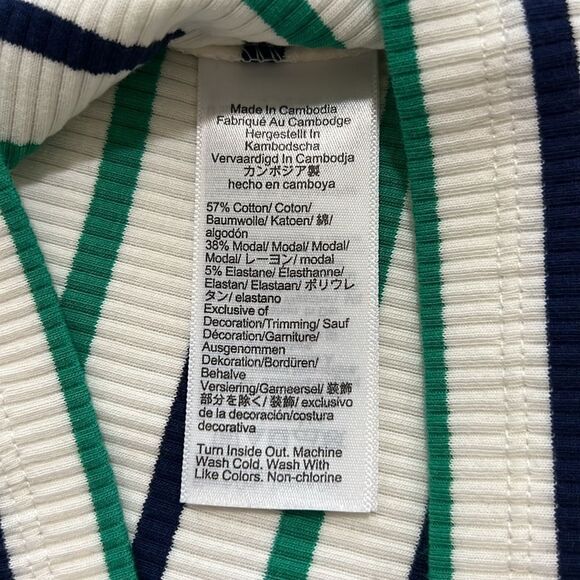 Made In Cambodia
Fabriqué Au Cambodge
Hergestellt In
Kambodscha
Vervaardigd In Cambodja
カンボジア製
hecho en camboya
57% Cotton/ Coton/
Baumwolle/ Katoen/ 綿/
algodón
38% Modal/ Modal/ Modal/
Modal/ レーヨン/ modal
5% Elastane/ Élasthanne/
Elastan/ Elastaan/ ポリウレ
タン/ elastano
Exclusive of
Decoration/Trimming/ Sauf
Décoration/Garniture/
Ausgenommen
Dekoration/Bordüren/
Behalve
Versiering/Garneersel/ 装飾
部分を除く/ 装飾/ exclusivo
de la decoración/costura
decorativa
Turn Inside Out. Machine
Wash Cold. Wash With
Like Colors. Non-chlorine